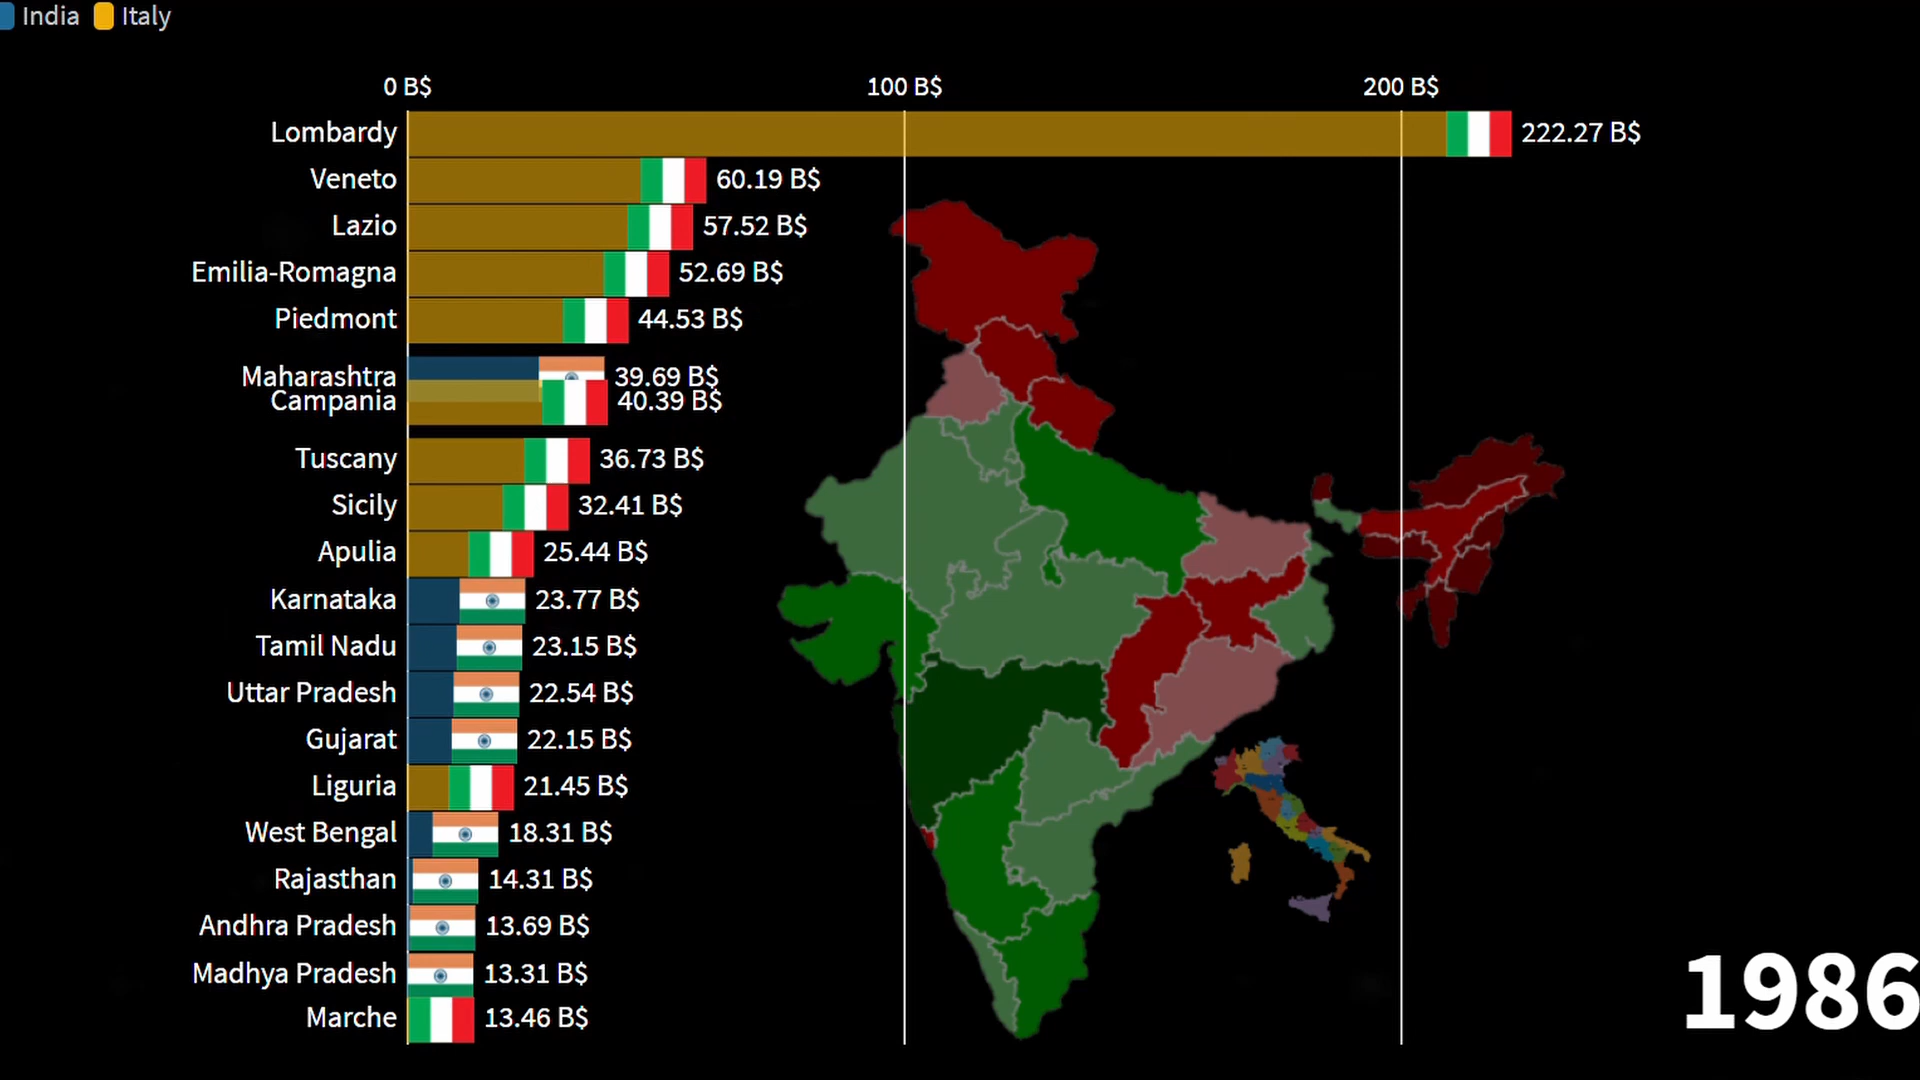 India Italy
0 B$ 100 B$ 200 B$
Lombardy 222.27 B$
Veneto 60.19 B$
Lazio 57.52 B$
Emilia-Romagna 52.69 B$
Piedmont 44.53 B$
Maharashtra 39.69 B$
Campania 40.39 B$
Tuscany 36.73 B$
Sicily 32.41 B$
Apulia 25.44 B$
Karnataka 23.77 B$
Tamil Nadu 23.15 B$
Uttar Pradesh 22.54 B$
Gujarat 22.15 B$
Liguria 21.45 B$
West Bengal 18.31 B$
Rajasthan 14.31 B$
Andhra Pradesh 13.69 B$
Madhya Pradesh 13.31 B$
Marche 13.46 B$
1986